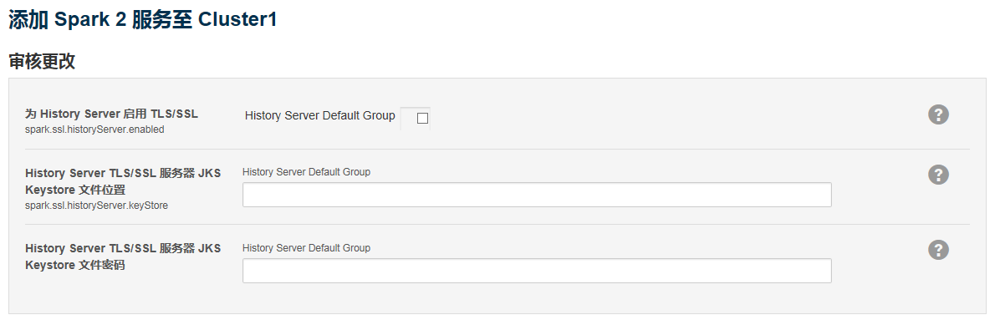 添加 Spark 2 服务至 Cluster1
审核更改
为 History Server 启用 TLS/SSL
spark.ssl.historyServer.enabled
History Server Default Group
?
History Server TLS/SSL 服务器 JKS
Keystore 文件位置
spark.ssl.historyServer.keyStore
History Server Default Group
?
History Server TLS/SSL 服务器 JKS
Keystore 文件密码
History Server Default Group
?